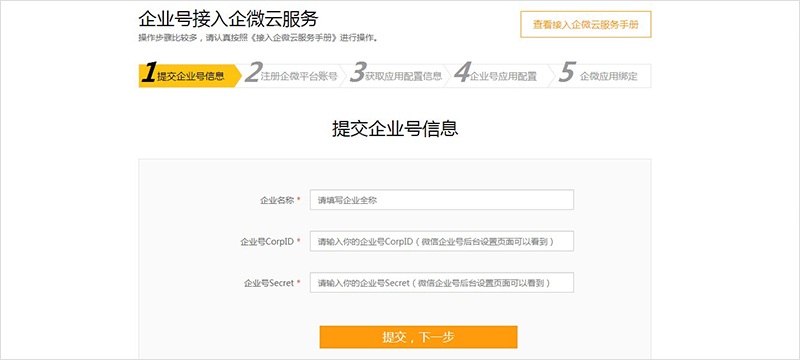 企业号接入企微云服务
查看接入企微云服务手册
操作步骤比较多，请认真按照《接入企微云服务手册》进行操作。
1 提交企业号信息 2 注册企微平台账号 3 获取应用配置信息 4 企业号应用配置 5 企微应用绑定
提交企业号信息
企业名称 * 请填写企业全称
企业号CorpID * 请输入你的企业号CorpID（微信企业号后台设置页面可以看到）
企业号Secret * 请输入你的企业号Secret（微信企业号后台设置页面可以看到）
提交，下一步